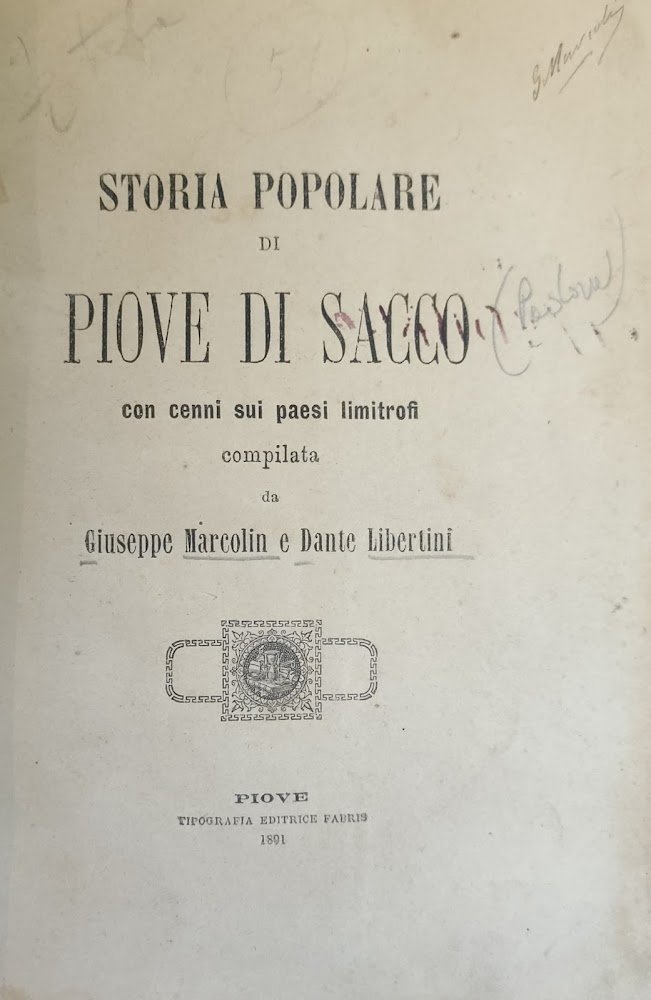 STORIA POPOLARE
DI
PIOVE DI SACCO
con cenni sui paesi limitrofi
compilata
da
Giuseppe Marcolin e Dante Libertini
PIOVE
TIPOGRAFIA EDITRICE FABRIS
1891